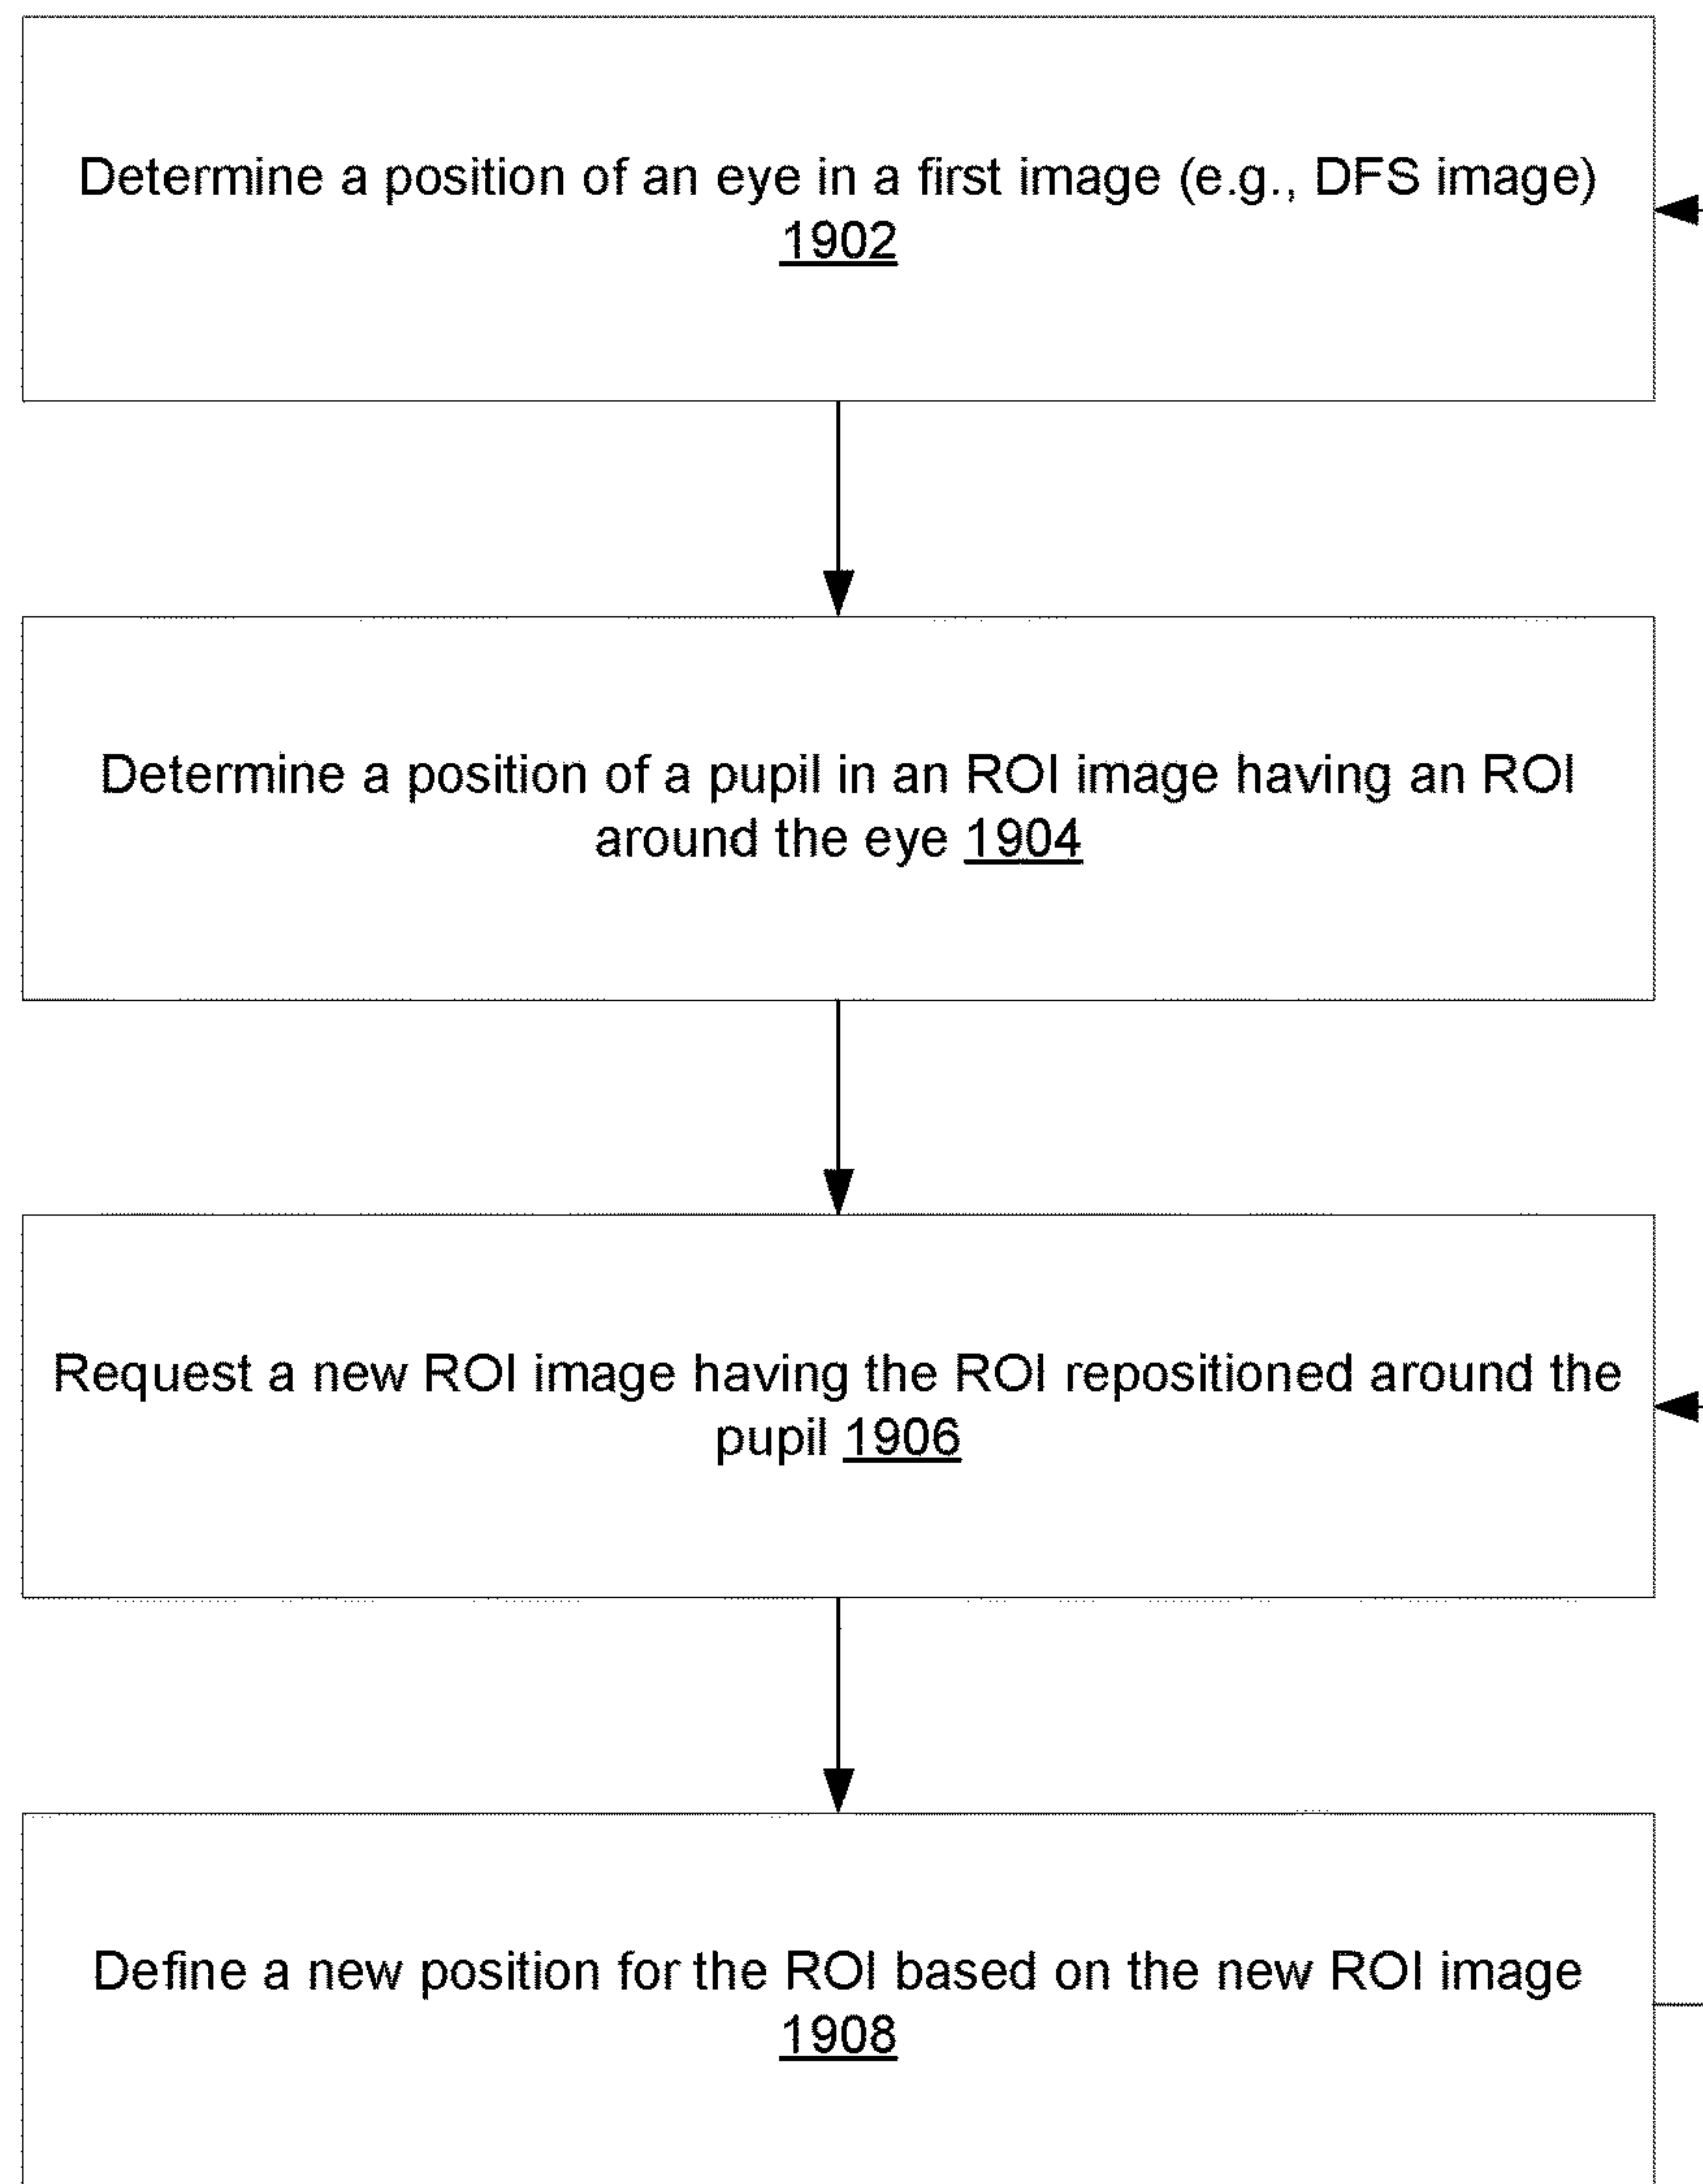 Determine a position of an eye in a first image (e.g., DFS image)
1902
Determine a position of a pupil in an ROI image having an ROI
around the eye 1904
Request a new ROI image having the ROI repositioned around the
pupil 1906
Define a new position for the ROI based on the new ROI image
1908